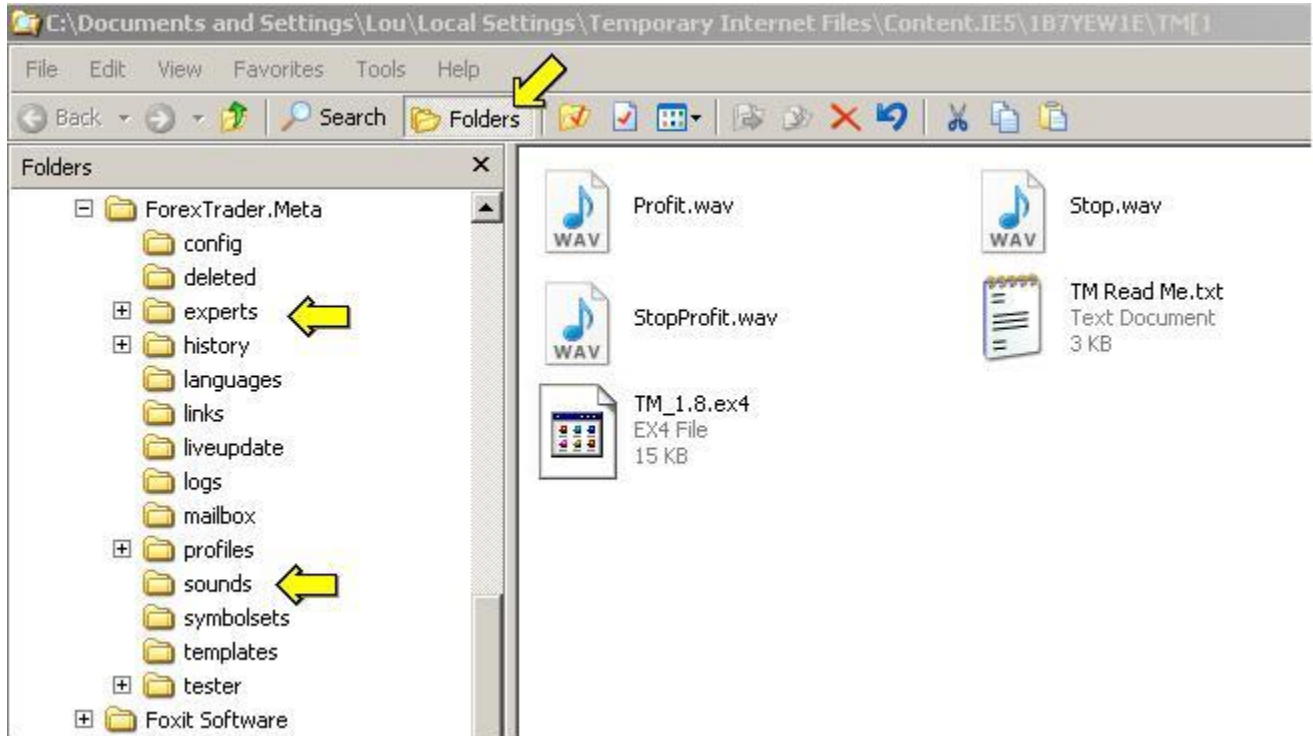 C:\Documents and Settings\Lou\Local Settings\Temporary Internet Files\Content.IE5\1B7YEW1E\TM[1
File Edit View Favorites Tools Help
Back Search Folders
Folders
ForexTrader.Meta
config
deleted
experts
history
languages
links
liveupdate
logs
mailbox
profiles
sounds
symbolsets
templates
tester
Foxit Software
Profit.wav
WAV
Stop.wav
WAV
StopProfit.wav
WAV
TM Read Me.txt
Text Document
3 KB
TM_1.8.ex4
EX4 File
15 KB